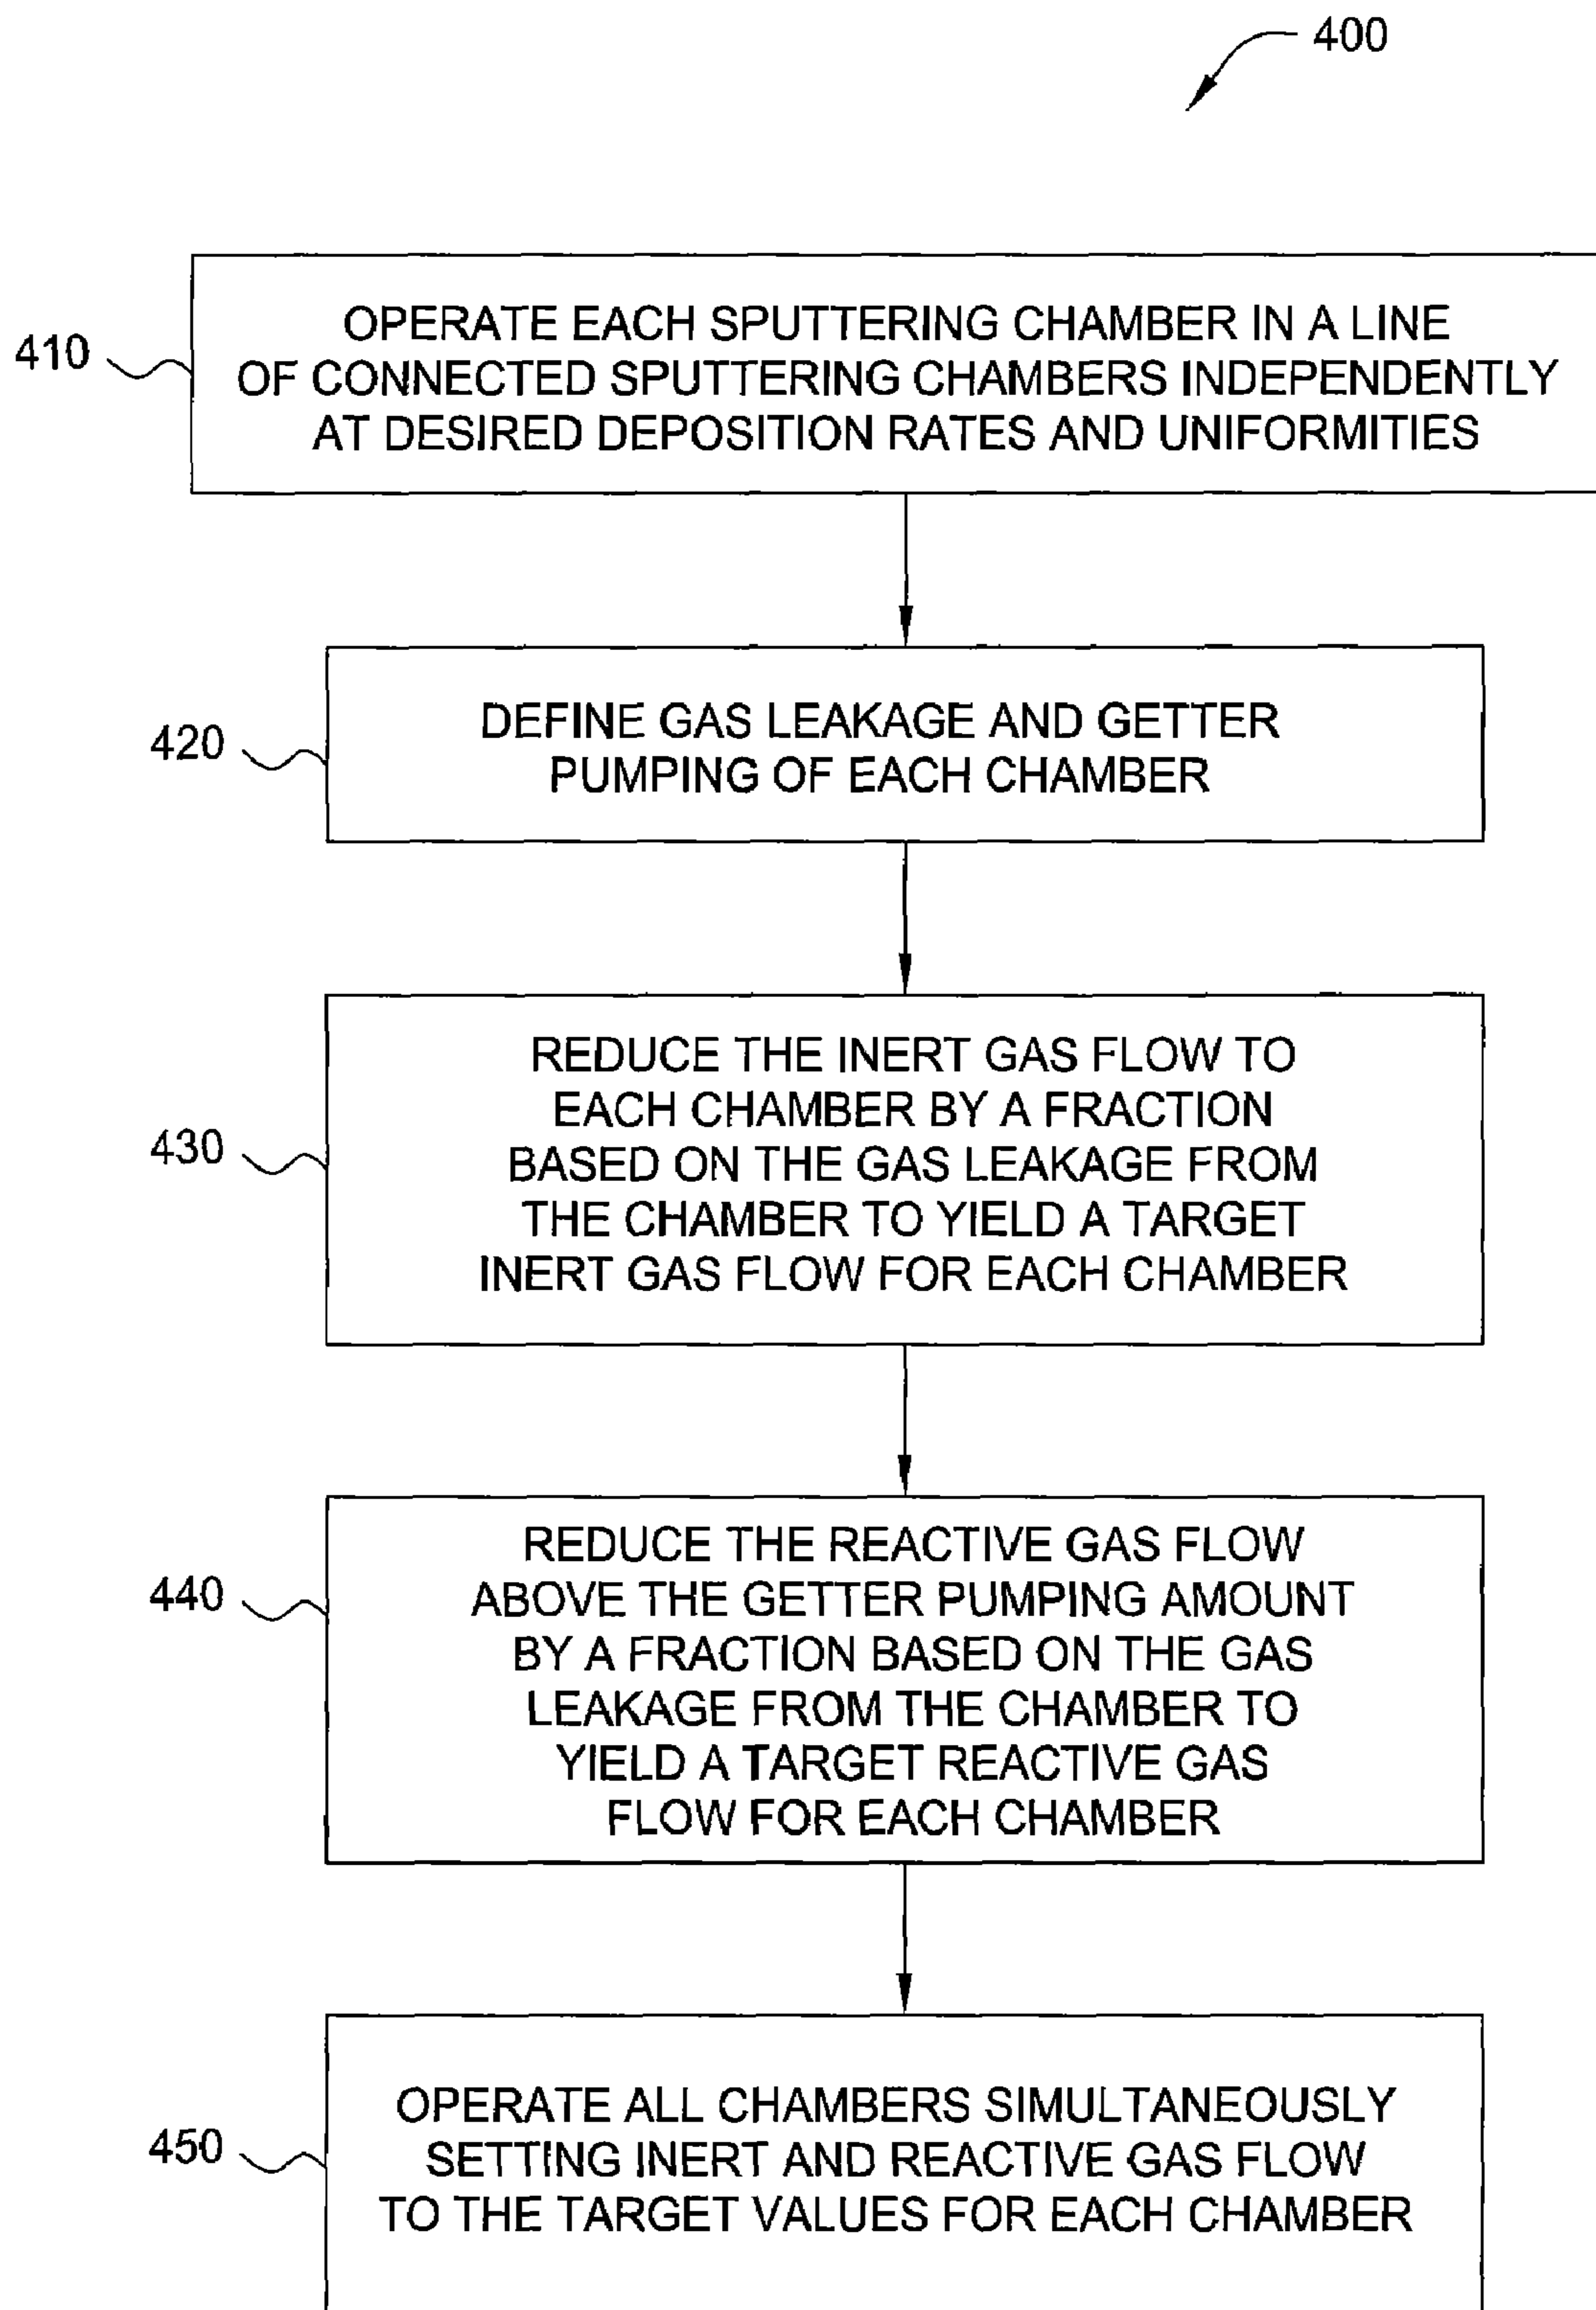 400
410
OPERATE EACH SPUTTERING CHAMBER IN A LINE
OF CONNECTED SPUTTERING CHAMBERS INDEPENDENTLY
AT DESIRED DEPOSITION RATES AND UNIFORMITIES
420
DEFINE GAS LEAKAGE AND GETTER
PUMPING OF EACH CHAMBER
430
REDUCE THE INERT GAS FLOW TO
EACH CHAMBER BY A FRACTION
BASED ON THE GAS LEAKAGE FROM
THE CHAMBER TO YIELD A TARGET
INERT GAS FLOW FOR EACH CHAMBER
440
REDUCE THE REACTIVE GAS FLOW
ABOVE THE GETTER PUMPING AMOUNT
BY A FRACTION BASED ON THE GAS
LEAKAGE FROM THE CHAMBER TO
YIELD A TARGET REACTIVE GAS
FLOW FOR EACH CHAMBER
450
OPERATE ALL CHAMBERS SIMULTANEOUSLY
SETTING INERT AND REACTIVE GAS FLOW
TO THE TARGET VALUES FOR EACH CHAMBER